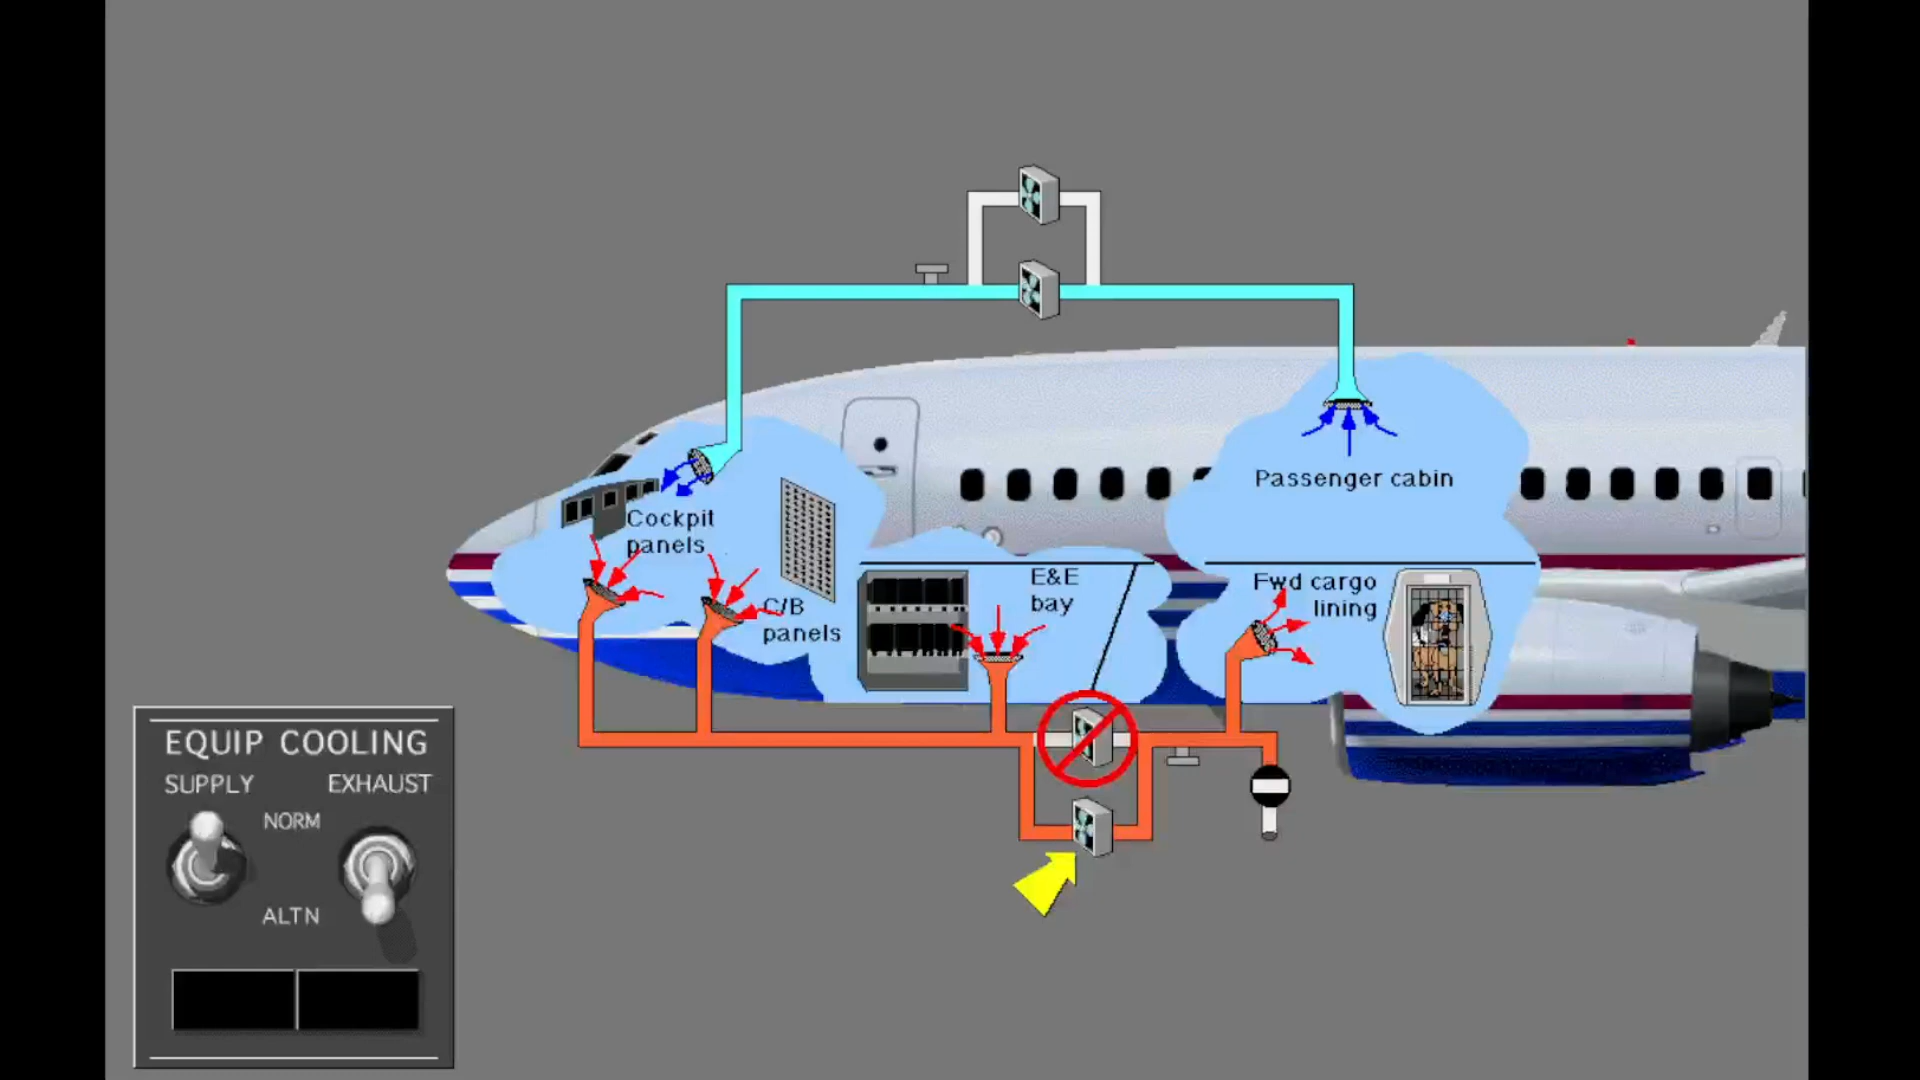 Passenger cabin
Cockpit
panels
C/B
panels
E&E
bay
Fwd cargo
lining
EQUIP COOLING
SUPPLY
EXHAUST
NORM
ALTN